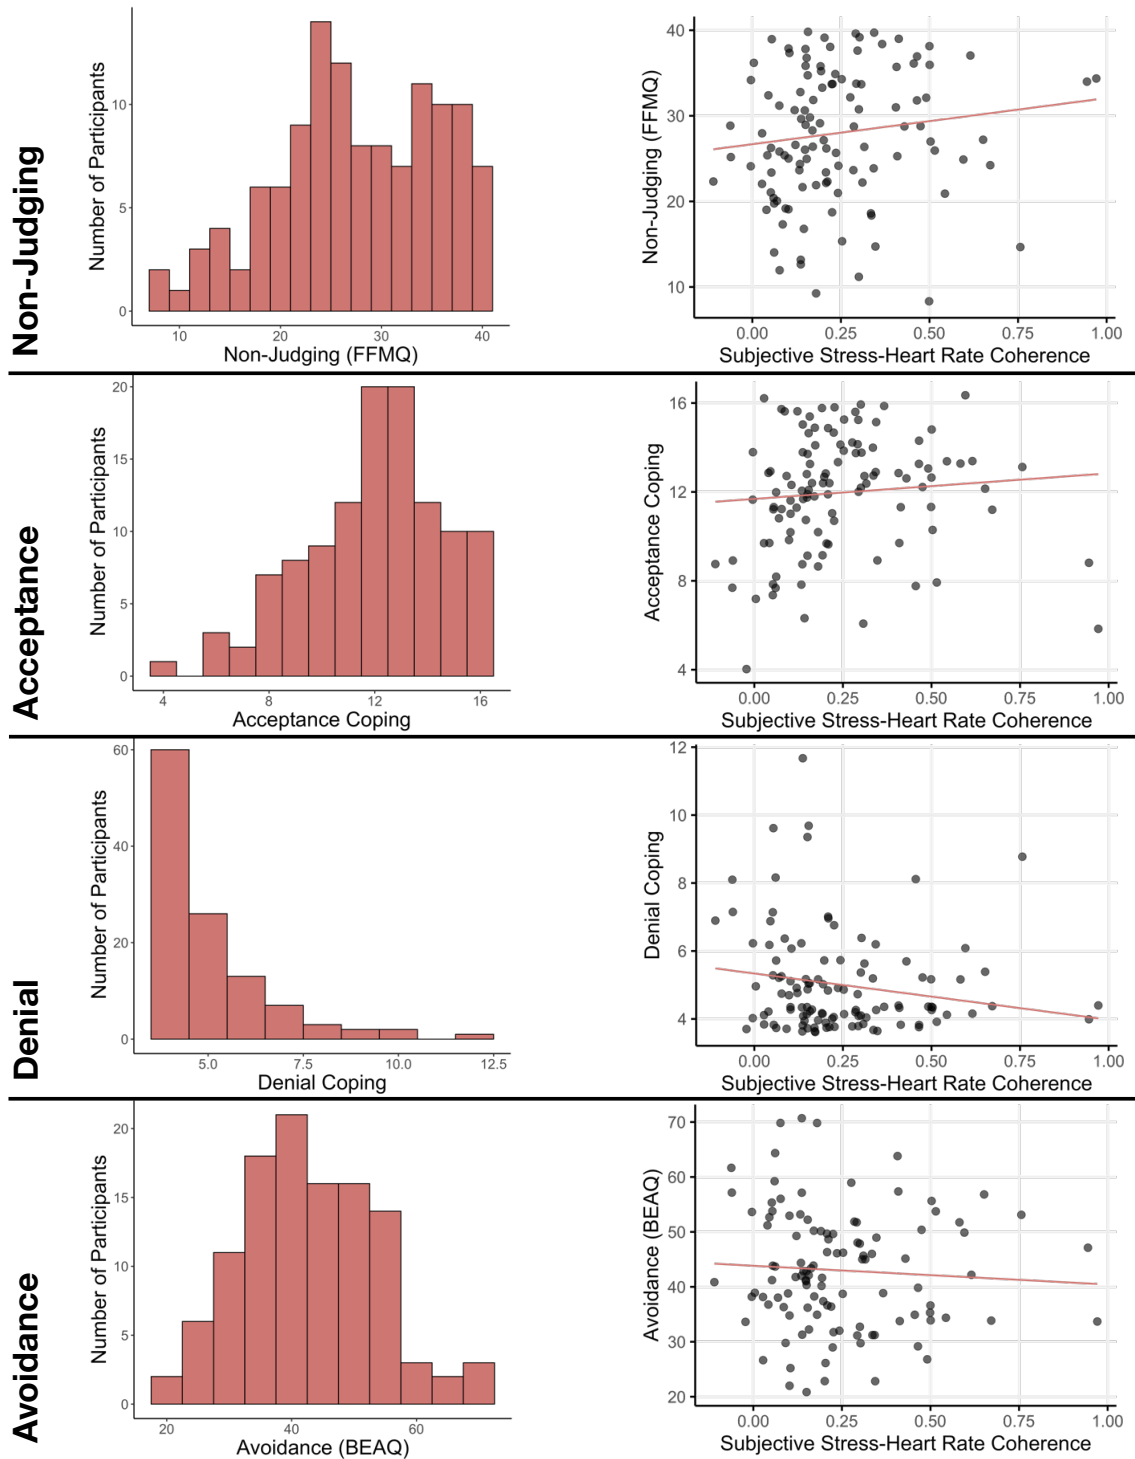 Non-Judging
Number of Participants
10
5
0
10 20 30 40
Non-Judging (FFMQ)
Non-Judging (FFMQ)
40
30
20
10
0.00 0.25 0.50 0.75 1.00
Subjective Stress-Heart Rate Coherence
Acceptance
Number of Participants
20
15
10
5
0
4 8 12 16
Acceptance Coping
Acceptance Coping
16
12
8
4
0.00 0.25 0.50 0.75 1.00
Subjective Stress-Heart Rate Coherence
Denial
Number of Participants
60
40
20
0
5.0 7.5 10.0 12.5
Denial Coping
Denial Coping
12
10
8
6
4
0.00 0.25 0.50 0.75 1.00
Subjective Stress-Heart Rate Coherence
Avoidance
Number of Participants
20
15
10
5
0
20 40 60
Avoidance (BEAQ)
Avoidance (BEAQ)
70
60
50
40
30
20
0.00 0.25 0.50 0.75 1.00
Subjective Stress-Heart Rate Coherence